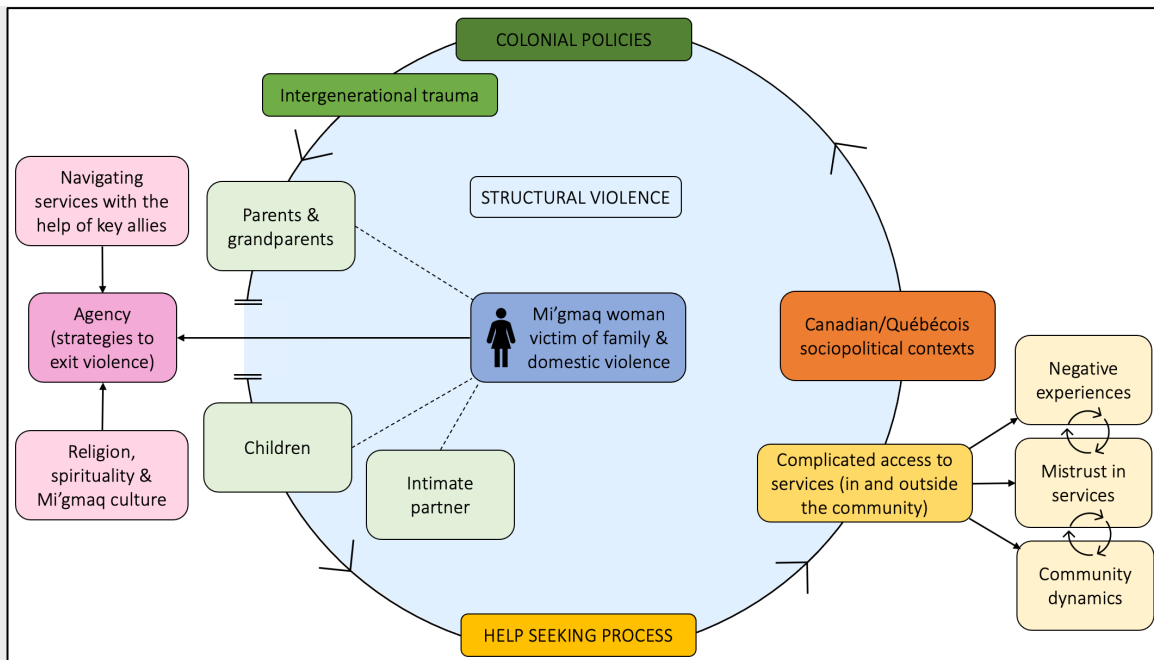 COLONIAL POLICIES
Intergenerational trauma
STRUCTURAL VIOLENCE
Navigating
services with the
help of key allies
Parents &
grandparents
Agency
(strategies to
exit violence)
Mi'gmaq woman
victim of family &
domestic violence
Canadian/Québécois
sociopolitical contexts
Religion,
spirituality &
Mi'gmaq culture
Children
Intimate
partner
Complicated access to
services (in and outside
the community)
Negative
experiences
Mistrust in
services
Community
dynamics
HELP SEEKING PROCESS